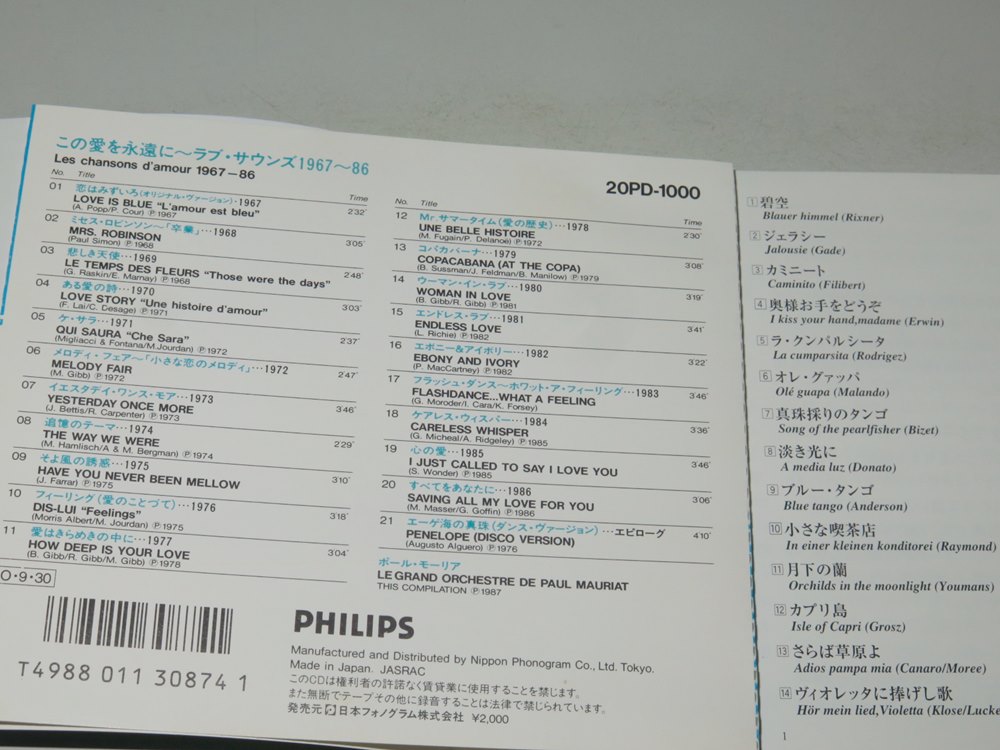 この愛を永遠に〜ラブ・サウンズ1967〜86
Les chansons d'amour 1967–86
20PD-1000
No. Title Time
01 恋はみずいろ(オリジナル・ヴァージョン)・1967
LOVE IS BLUE "L'amour est bleu" 2'32"
(A. Popp/P. Cour) Ⓟ1967
02 ミセス・ロビンソン〜「卒業」…1968
MRS. ROBINSON 3'05"
(Paul Simon) Ⓟ1968
03 悲しき天使…1969
LE TEMPS DES FLEURS "Those were the days" 2'48"
(G. Raskin/E. Marnay) Ⓟ1968
04 ある愛の詩…1970
LOVE STORY "Une histoire d'amour" 3'03"
(F. Lai/C. Desage) Ⓟ1971
05 ケ・サラ…1971
QUI SAURA "Che Sara" 2'37"
(Migliacci & Fontana/M.Jourdan) Ⓟ1972
06 メロディ・フェア〜「小さな恋のメロディ」…1972
MELODY FAIR 2'47"
(M. Gibb) Ⓟ1972
07 イエスタデイ・ワンス・モア…1973
YESTERDAY ONCE MORE 3'46"
(J. Bettis/R. Carpenter) Ⓟ1973
08 追憶のテーマ…1974
THE WAY WE WERE 2'29"
(M. Hamlisch/A & M. Bergman) Ⓟ1974
09 そよ風の誘惑…1975
HAVE YOU NEVER BEEN MELLOW 3'10"
(J. Farrar) Ⓟ1975
10 フィーリング(愛のことづて)…1976
DIS-LUI "Feelings" 3'18"
(Morris Albert/M. Jourdan) Ⓟ1975
11 愛はきらめきの中に…1977
HOW DEEP IS YOUR LOVE 3'04"
(B. Gibb/R. Gibb/M. Gibb) Ⓟ1978
No. Title Time
12 Mr.サマータイム(愛の歴史)…1978
UNE BELLE HISTOIRE 2'30"
(M. Fugain/P. Delanoë) Ⓟ1972
13 コパカバーナ…1979
COPACABANA (AT THE COPA) 3'08"
(B. Sussman/J. Feldman/B. Manilow) Ⓟ1979
14 ウーマン・イン・ラブ…1980
WOMAN IN LOVE 3'19"
(B. Gibb/R. Gibb) Ⓟ1981
15 エンドレス・ラブ…1981
ENDLESS LOVE 3'41"
(L. Richie) Ⓟ1982
16 エボニー&アイボリー…1982
EBONY AND IVORY 3'22"
(P. MacCartney) Ⓟ1982
17 フラッシュ・ダンス〜ホワット・ア・フィーリング…1983
FLASHDANCE...WHAT A FEELING 3'46"
(G. Moroder/I. Cara/K. Forsey)
18 ケアレス・ウィスパー…1984
CARELESS WHISPER 3'36"
(G. Micheal/A. Ridgeley) Ⓟ1985
19 心の愛…1985
I JUST CALLED TO SAY I LOVE YOU 3'46"
(S. Wonder) Ⓟ1985
20 すべてをあなたに…1986
SAVING ALL MY LOVE FOR YOU 3'06"
(M. Masser/G. Goffin) Ⓟ1986
21 エーゲ海の真珠(ダンス・ヴァージョン)…エピローグ
PENELOPE (DISCO VERSION) 4'10"
(Augusto Alguero) Ⓟ1976
ポール・モーリア
LE GRAND ORCHESTRE DE PAUL MAURIAT
THIS COMPILATION Ⓟ1987
O・9・30
T4988 011 30874 1
PHILIPS
Manufactured and Distributed by Nippon Phonogram Co., Ltd. Tokyo.
Made in Japan. JASRAC
このCDは権利者の許諾なく賃貸業に使用することを禁じます。
また無断でテープその他に録音することは法律で禁じられています。
発売元 日本フォノグラム株式会社 ¥2,000
1 碧空
Blauer himmel (Rixner)
2 ジェラシー
Jalousie (Gade)
3 カミニート
Caminito (Filibert)
4 奥様お手をどうぞ
I kiss your hand,madame (Erwin)
5 ラ・クンパルシータ
La cumparsita (Rodrigez)
6 オレ・グァッパ
Olé guapa (Malando)
7 真珠採りのタンゴ
Song of the pearlfisher (Bizet)
8 淡き光に
A media luz (Donato)
9 ブルー・タンゴ
Blue tango (Anderson)
10 小さな喫茶店
In einer kleinen konditorei (Raymond)
11 月下の蘭
Orchilds in the moonlight (Youmans)
12 カプリ島
Isle of Capri (Grosz)
13 さらば草原よ
Adios pampa mia (Canaro/Moree)
14 ヴィオレッタに捧げし歌
Hör mein lied,Violetta (Klose/Lucke
1